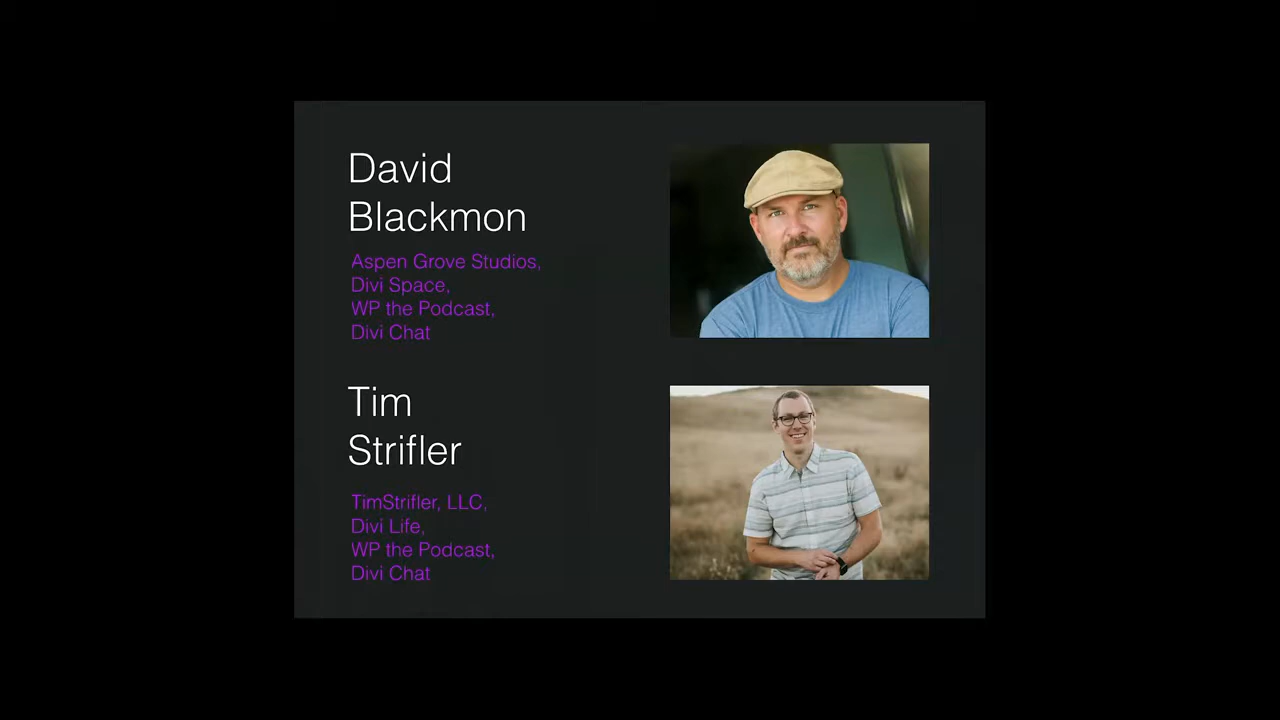 David
Blackmon
Aspen Grove Studios,
Divi Space,
WP the Podcast,
Divi Chat
Tim
Strifler
TimStrifler, LLC,
Divi Life,
WP the Podcast,
Divi Chat